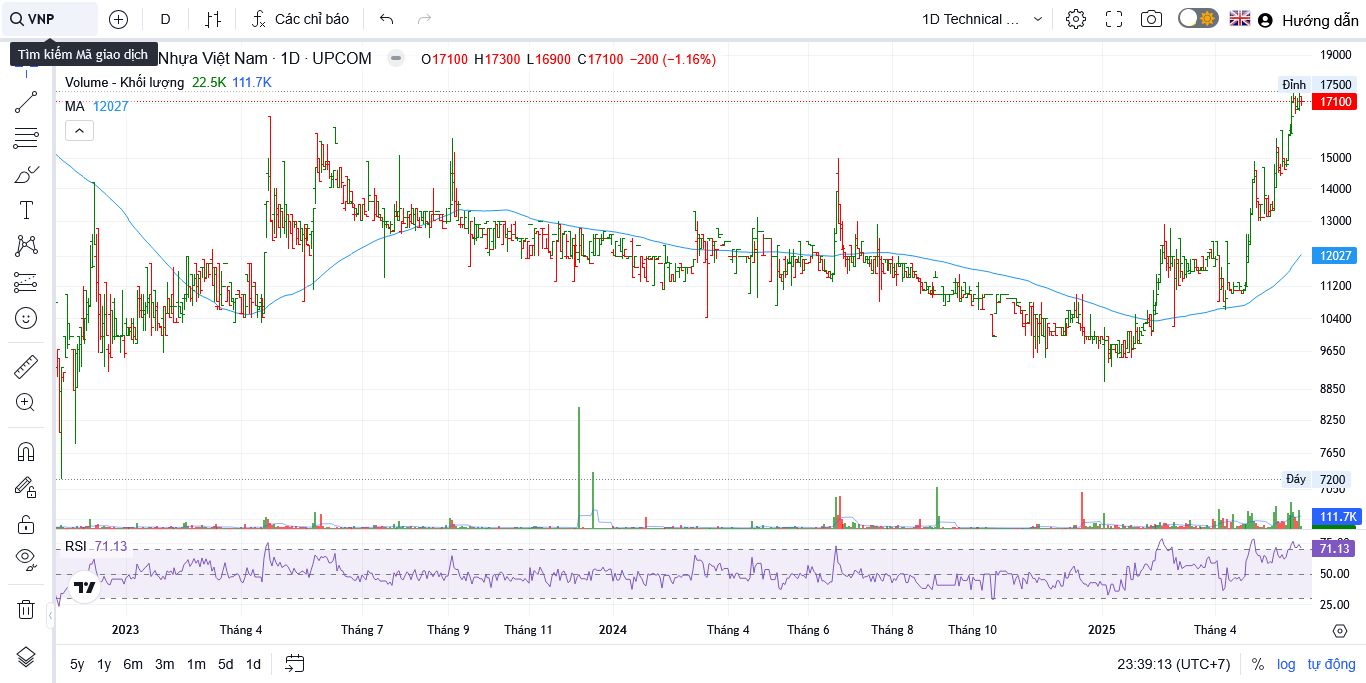 VNP
D
Các chỉ báo
1D Technical ...
Hướng dẫn
Tìm kiếm Mã giao dịch
Nhựa Việt Nam · 1D · UPCOM
O17100 H17300 L16900 C17100 −200 (−1.16%)
Volume - Khối lượng 22.5K 111.7K
MA 12027
19000
Đỉnh 17500
17100
15000
14000
13000
12027
11200
10400
9650
8850
8250
7650
Đáy 7200
7050
111.7K
RSI 71.13
75.00
71.13
50.00
25.00
2023 Tháng 4 Tháng 7 Tháng 9 Tháng 11 2024 Tháng 4 Tháng 6 Tháng 8 Tháng 10 2025 Tháng 4
5y 1y 6m 3m 1m 5d 1d
23:39:13 (UTC+7) % log tự động